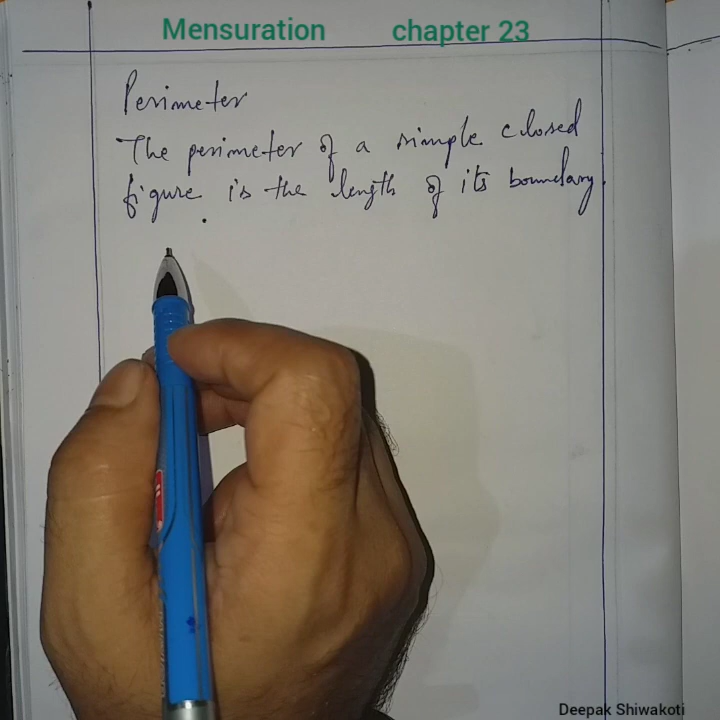 Mensuration chapter 23
Perimeter
The perimeter of a simple closed
figure is the length of its boundary.
Deepak Shiwakoti